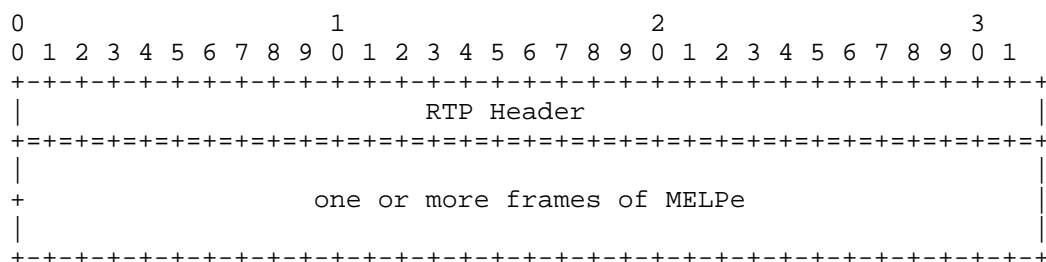 0                   1                   2                   3
0 1 2 3 4 5 6 7 8 9 0 1 2 3 4 5 6 7 8 9 0 1 2 3 4 5 6 7 8 9 0 1
+-+-+-+-+-+-+-+-+-+-+-+-+-+-+-+-+-+-+-+-+-+-+-+-+-+-+-+-+-+-+-+-+
|                         RTP Header                            |
+=+=+=+=+=+=+=+=+=+=+=+=+=+=+=+=+=+=+=+=+=+=+=+=+=+=+=+=+=+=+=+=+
|                                                               |
+                  one or more frames of MELPe                  |
|                                                               |
+-+-+-+-+-+-+-+-+-+-+-+-+-+-+-+-+-+-+-+-+-+-+-+-+-+-+-+-+-+-+-+-+